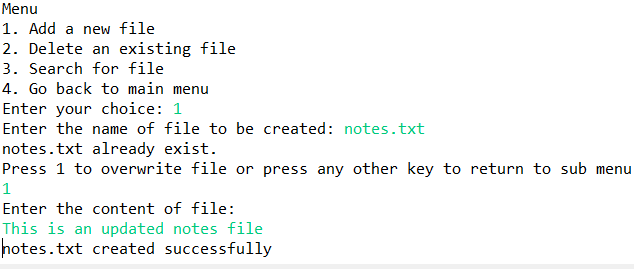 Menu
1. Add a new file
2. Delete an existing file
3. Search for file
4. Go back to main menu
Enter your choice: 1
Enter the name of file to be created: notes.txt
notes.txt already exist.
Press 1 to overwrite file or press any other key to return to sub menu
1
Enter the content of file:
This is an updated notes file
notes.txt created successfully